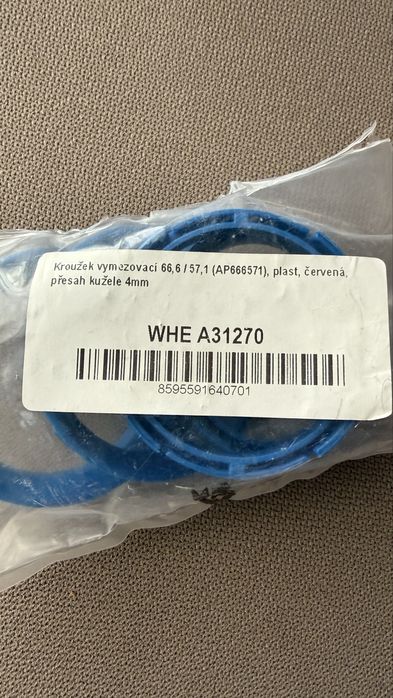 Kroužek vymezovací 66,6 / 57,1 (AP666571), plast, červená,
přesah kužele 4mm
WHE A31270
8595591640701